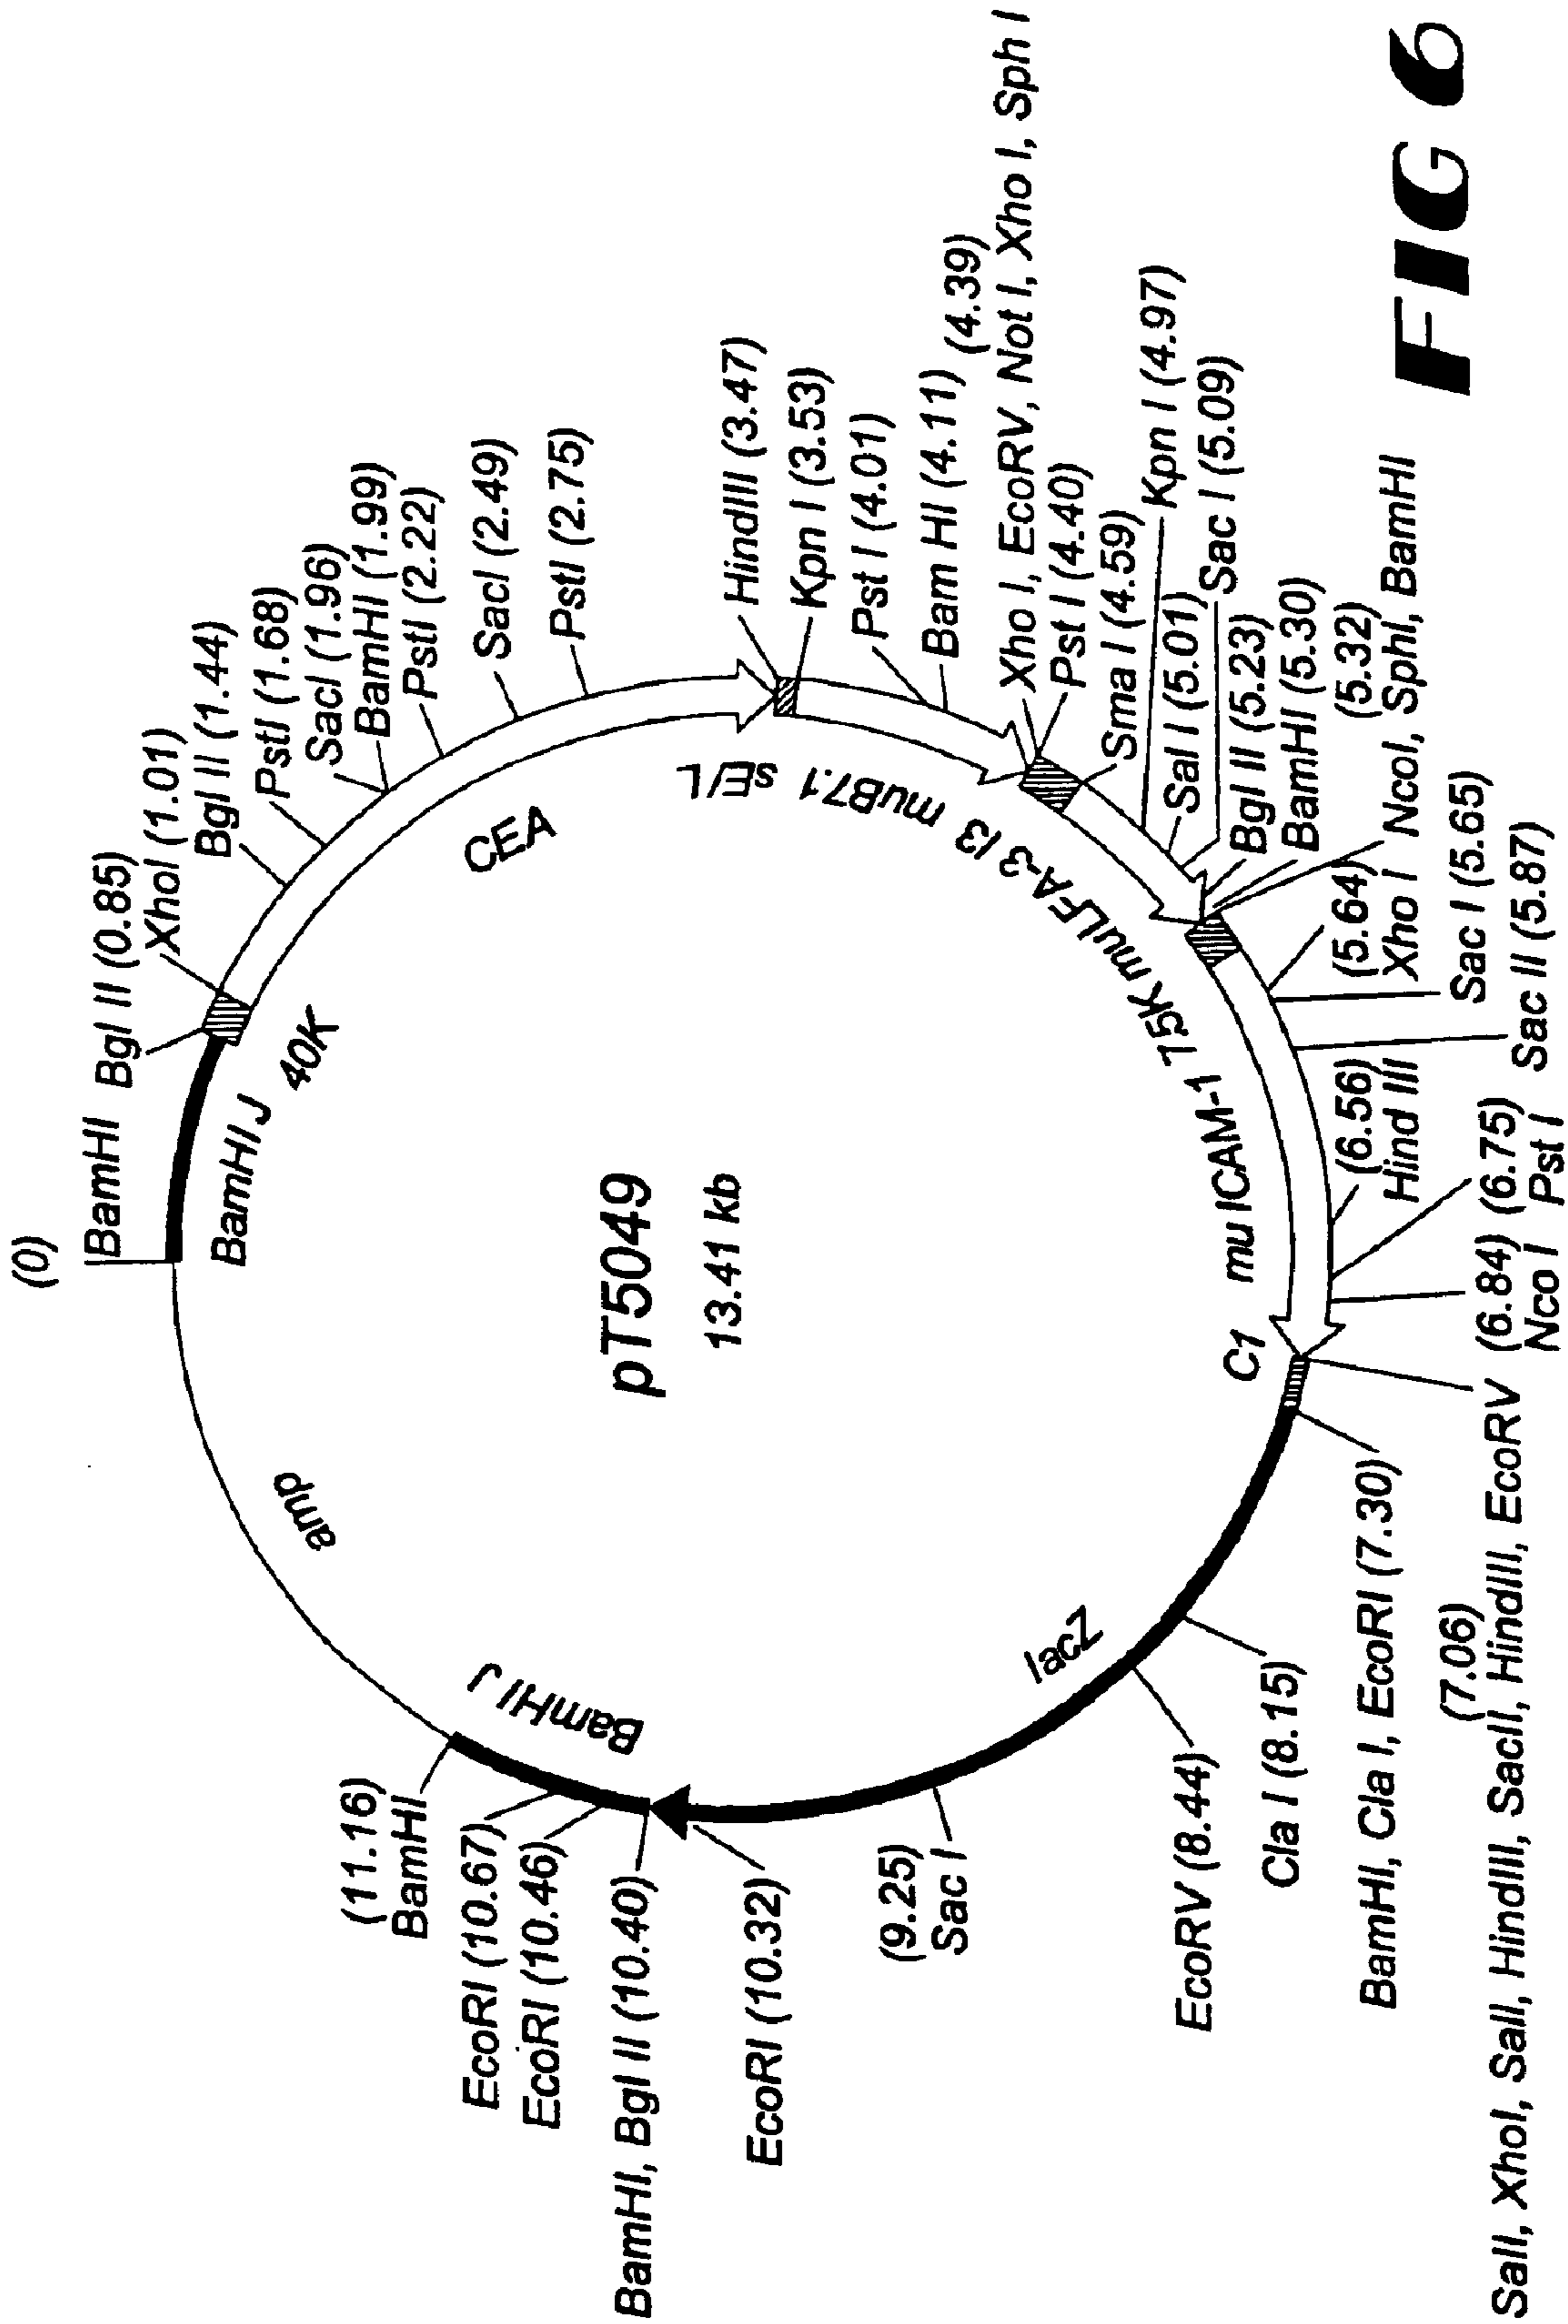 (0)
BamHI
Bgl II (0.85)
XhoI (1.01)
Bgl II (1.44)
PstI (1.68)
SacI (1.96)
BamHI (1.99)
PstI (2.22)
SacI (2.49)
PstI (2.75)
HindIII (3.47)
Kpn I (3.53)
Pst I (4.01)
Bam HI (4.11)
(4.39)
Xho I, EcoRV, Not I, Xho I, Sph I
Pst I (4.40)
Sma I (4.59)
Kpn I (4.97)
Sal I (5.01)
Sac I (5.09)
Bgl II (5.23)
BamHI (5.30)
(5.32)
NcoI, SphI, BamHI
(5.64)
Xho I
Sac I (5.65)
Sac II (5.87)
(6.56)
Hind III
(6.75)
Pst I
(6.84)
Nco I
(7.06)
SalI, XhoI, SalI, HindIII, SacII, HindIII, EcoRV
BamHI, Cla I, EcoRI (7.30)
Cla I (8.15)
EcoRV (8.44)
(9.25)
Sac I
EcoRI (10.32)
BamHI, Bgl II (10.40)
EcoRI (10.46)
EcoRI (10.67)
(11.16)
BamHI
BamHI J
40K
CEA
sE/L
muB7.1
I3
muLFA-3
7.5K
mu ICAM-1
C1
lacZ
BamHI J
amp
pT5049
13.41 kb
FIG 6